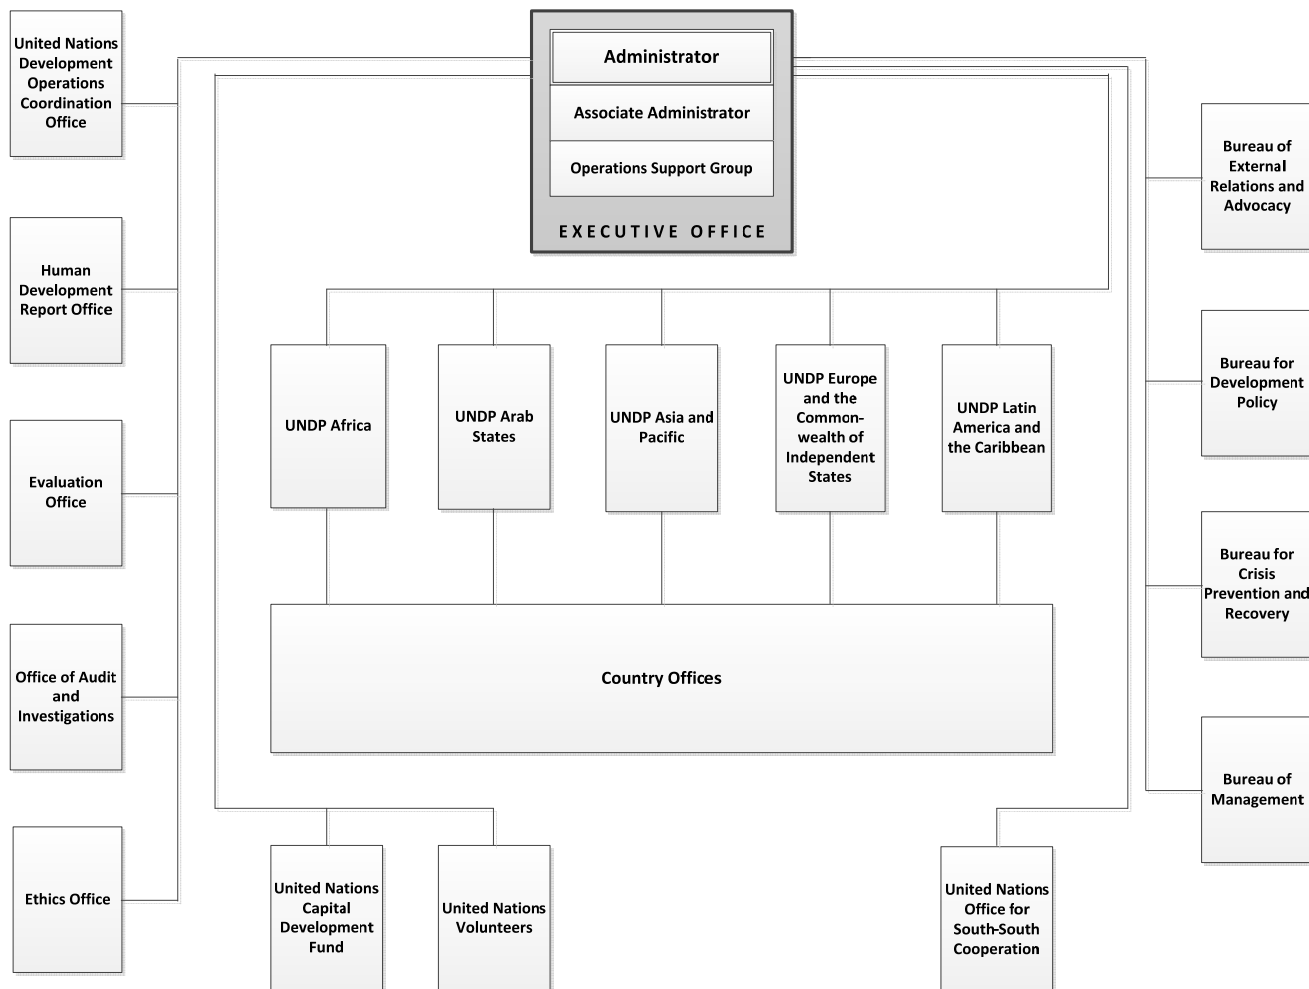 United Nations
Development
Operations
Coordination
Office
Administrator
Associate Administrator
Operations Support Group
EXECUTIVE OFFICE
Bureau of
External
Relations and
Advocacy
Human
Development
Report Office
UNDP Africa
UNDP Arab
States
UNDP Asia and
Pacific
UNDP Europe
and the
Common-
wealth of
Independent
States
UNDP Latin
America and
the Caribbean
Bureau for
Development
Policy
Evaluation
Office
Bureau for
Crisis
Prevention and
Recovery
Office of Audit
and
Investigations
Country Offices
Bureau of
Management
Ethics Office
United Nations
Capital
Development
Fund
United Nations
Volunteers
United Nations
Office for
South-South
Cooperation